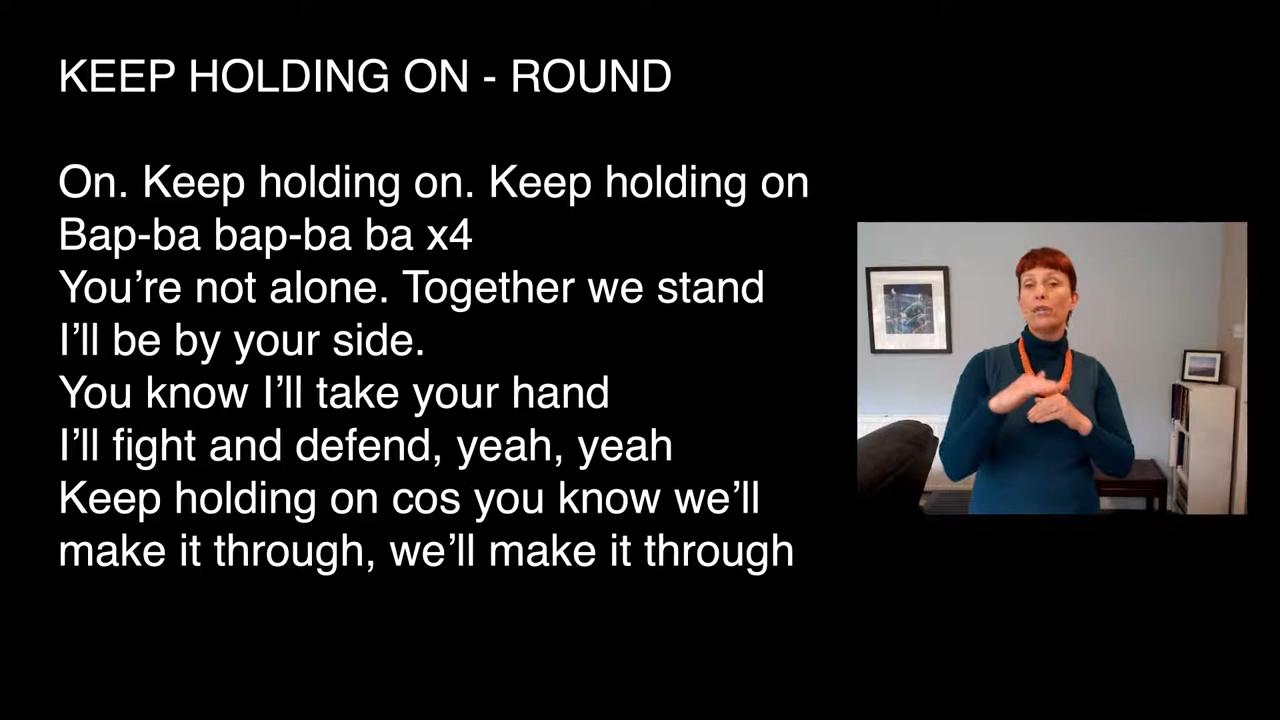 KEEP HOLDING ON - ROUND
On. Keep holding on. Keep holding on
Bap-ba bap-ba ba x4
You’re not alone. Together we stand
I’ll be by your side.
You know I’ll take your hand
I’ll fight and defend, yeah, yeah
Keep holding on cos you know we’ll
make it through, we’ll make it through